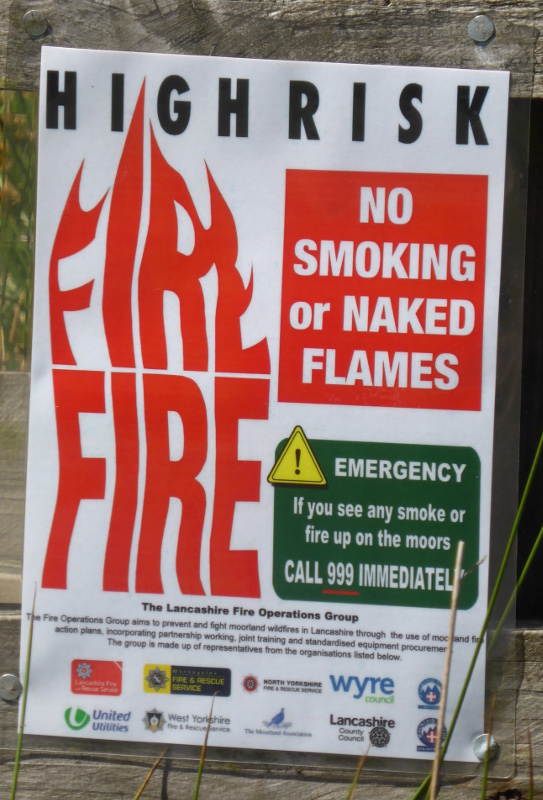 HIGH RISK
FIRE
FIRE
NO
SMOKING
or NAKED
FLAMES
EMERGENCY
If you see any smoke or
fire up on the moors
CALL 999 IMMEDIATELY
The Lancashire Fire Operations Group
The Fire Operations Group aims to prevent and fight moorland wildfires in Lancashire through the use of moorland fire
action plans, incorporating partnership working, joint training and standardised equipment procurement
The group is made up of representatives from the organisations listed below.
Lancashire Fire
and Rescue Service
FIRE & RESCUE
SERVICE
NORTH YORKSHIRE
FIRE & RESCUE SERVICE
wyre
council
United
Utilities
West Yorkshire
Fire & Rescue Service
The Moorland Association
Lancashire
County
Council